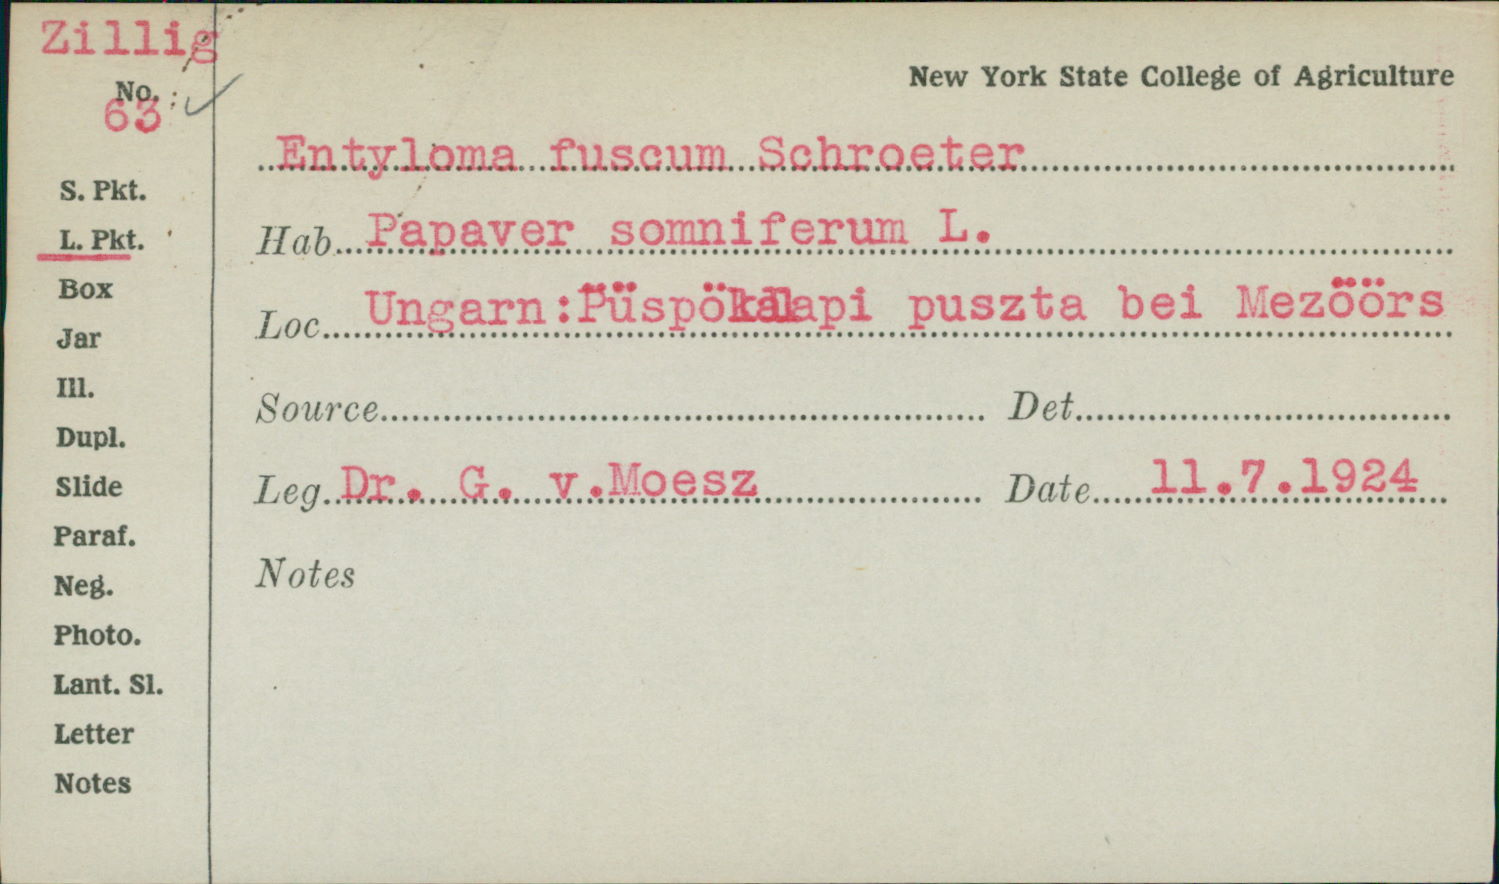 Zillig
No.
63
New York State College of Agriculture
Entyloma fuscum Schroeter
S. Pkt.
L. Pkt.
Hab. Papaver somniferum L.
Loc. Ungarn: puszta bei Mezöörs
Box
Jar
Ill.
Source Det.
Dupl.
Slide
Leg. Dr. G. v.Moesz Date 11.7.1924
Paraf.
Notes
Neg.
Photo.
Lant. Sl.
Letter
Notes